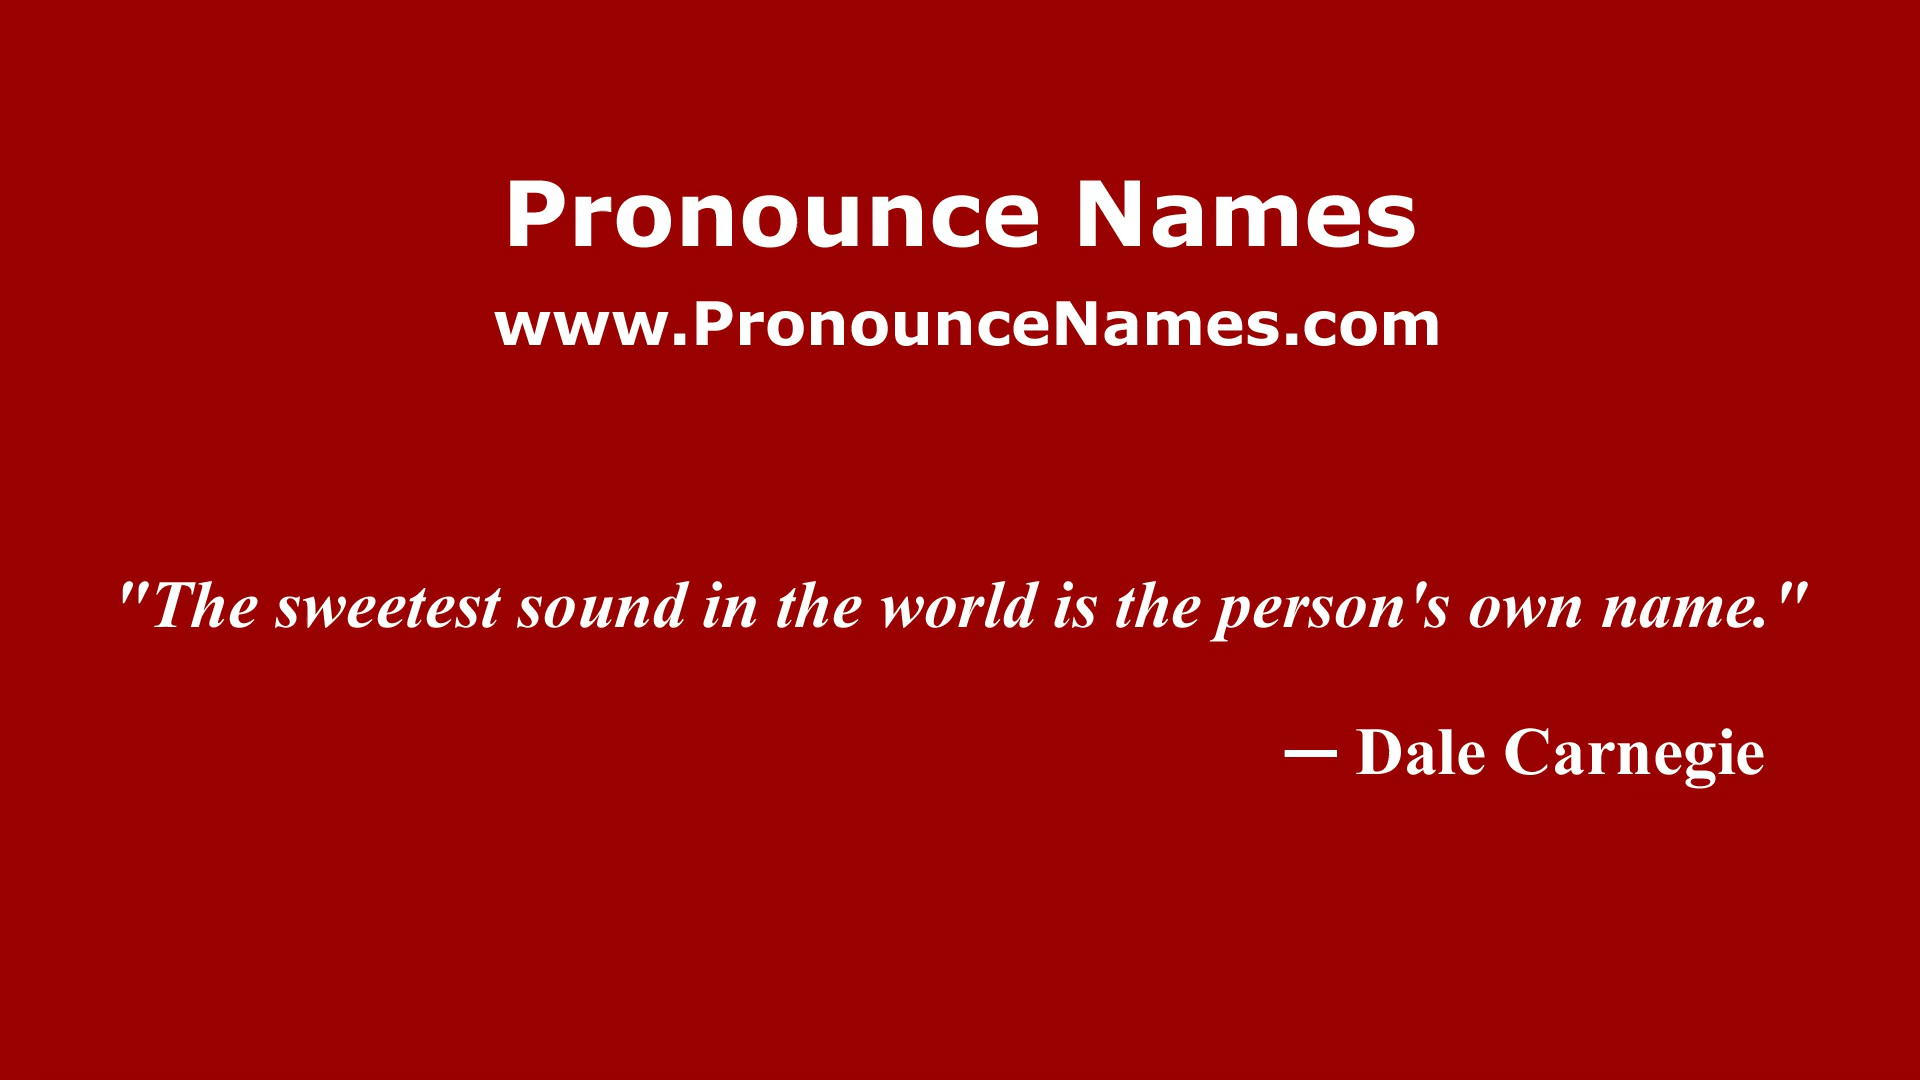 Pronounce Names
www.PronounceNames.com
"The sweetest sound in the world is the person's own name."
— Dale Carnegie